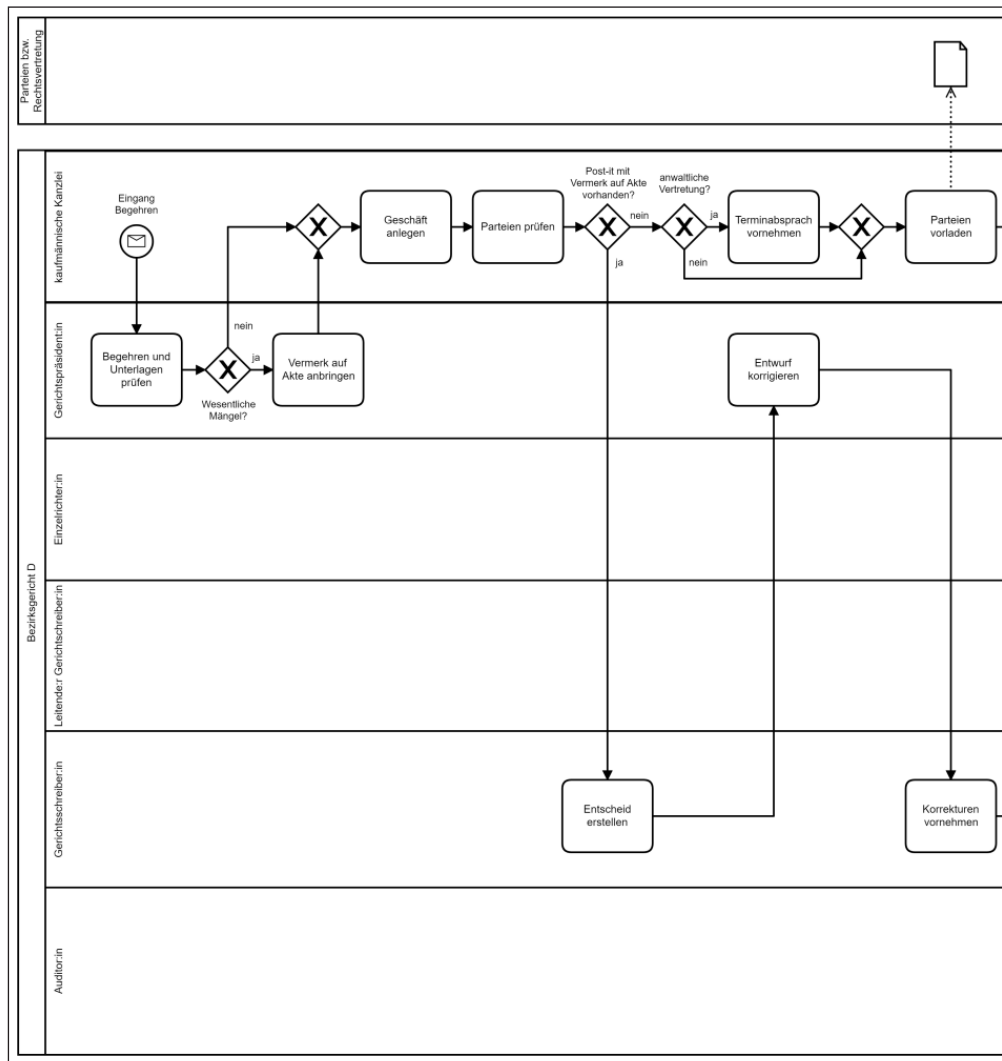 Parteien bzw.
Rechtsvertretung
Bezirksgericht D
kaufmännische Kanzlei
Eingang
Begehren
Geschäft
anlegen
Parteien prüfen
Post-it mit
Vermerk auf Akte
vorhanden?
nein
ja
anwaltliche
Vertretung?
ja
nein
Terminabsprach
vornehmen
Parteien
vorladen
Gerichtspräsident:in
Begehren und
Unterlagen
prüfen
nein
ja
Wesentliche
Mängel?
Vermerk auf
Akte anbringen
Entwurf
korrigieren
Einzelrichter:in
Leitende:r Gerichtschreiber:in
Gerichtsschreiber:in
Entscheid
erstellen
Korrekturen
vornehmen
Auditor:in